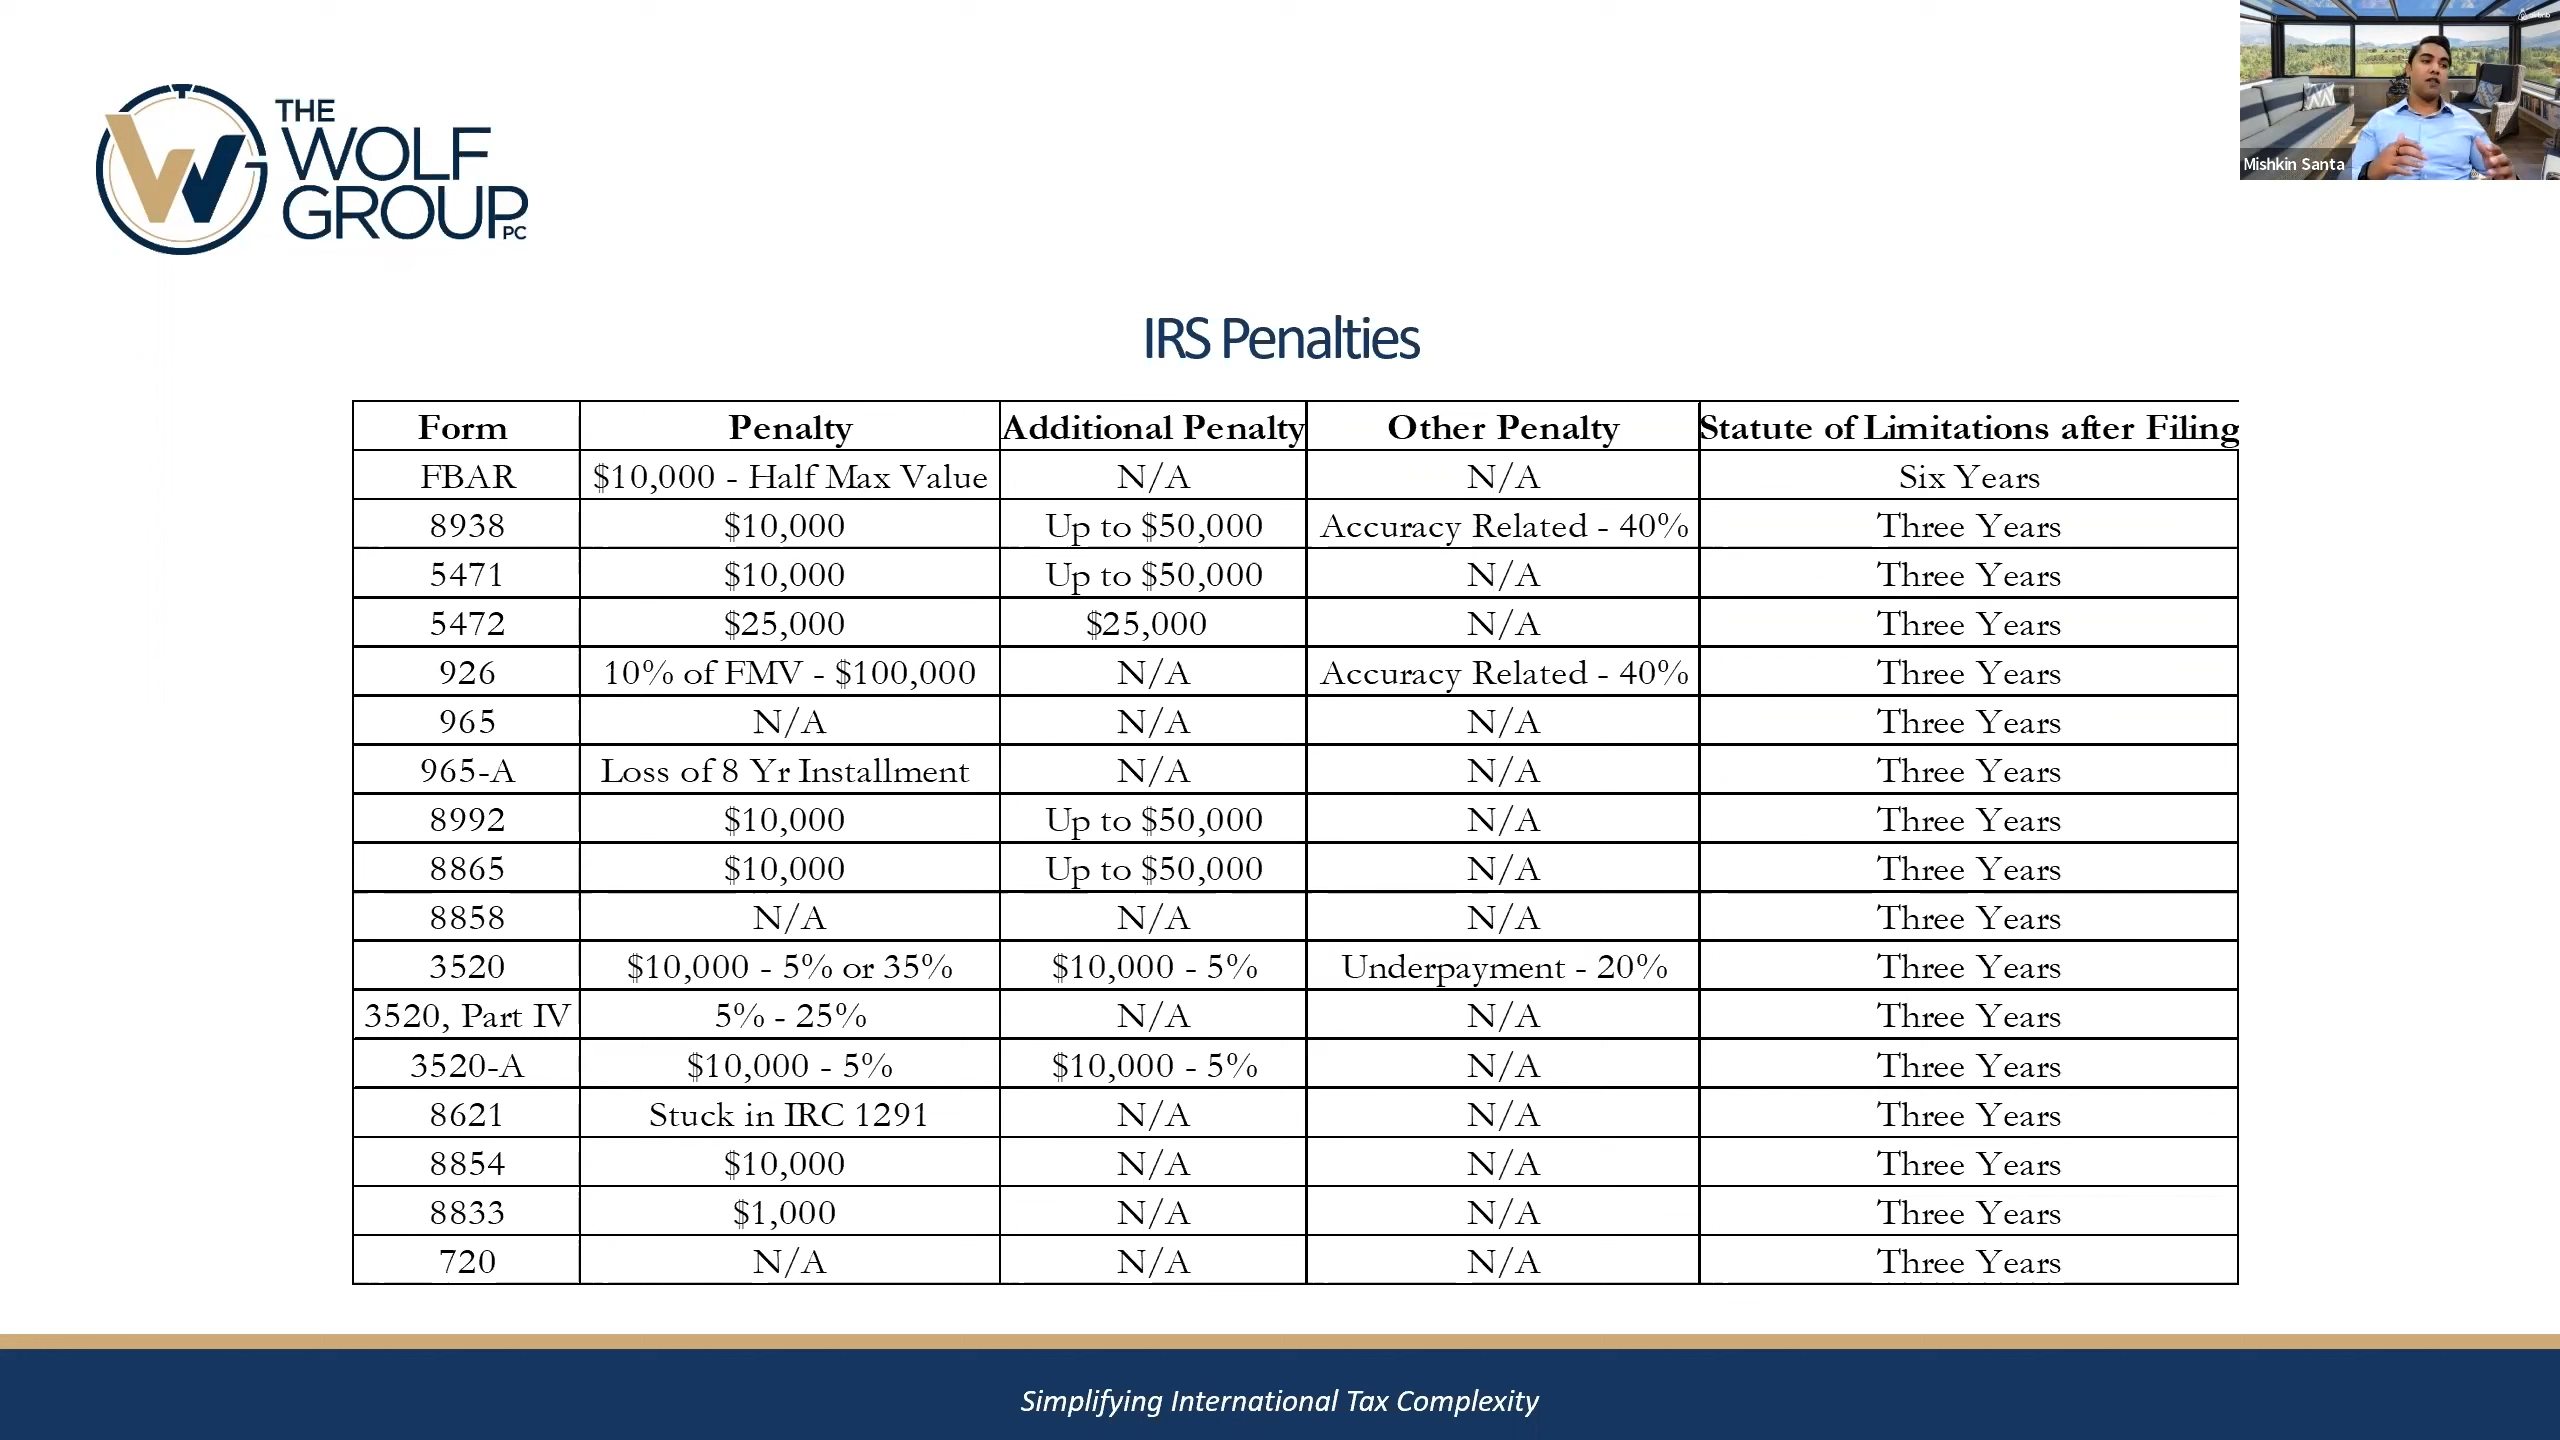 THE
WOLF
GROUP PC
airbnb
Mishkin Santa
IRS Penalties
Form Penalty Additional Penalty Other Penalty Statute of Limitations after Filing
FBAR $10,000 - Half Max Value N/A N/A Six Years
8938 $10,000 Up to $50,000 Accuracy Related - 40% Three Years
5471 $10,000 Up to $50,000 N/A Three Years
5472 $25,000 $25,000 N/A Three Years
926 10% of FMV - $100,000 N/A Accuracy Related - 40% Three Years
965 N/A N/A N/A Three Years
965-A Loss of 8 Yr Installment N/A N/A Three Years
8992 $10,000 Up to $50,000 N/A Three Years
8865 $10,000 Up to $50,000 N/A Three Years
8858 N/A N/A N/A Three Years
3520 $10,000 - 5% or 35% $10,000 - 5% Underpayment - 20% Three Years
3520, Part IV 5% - 25% N/A N/A Three Years
3520-A $10,000 - 5% $10,000 - 5% N/A Three Years
8621 Stuck in IRC 1291 N/A N/A Three Years
8854 $10,000 N/A N/A Three Years
8833 $1,000 N/A N/A Three Years
720 N/A N/A N/A Three Years
Simplifying International Tax Complexity